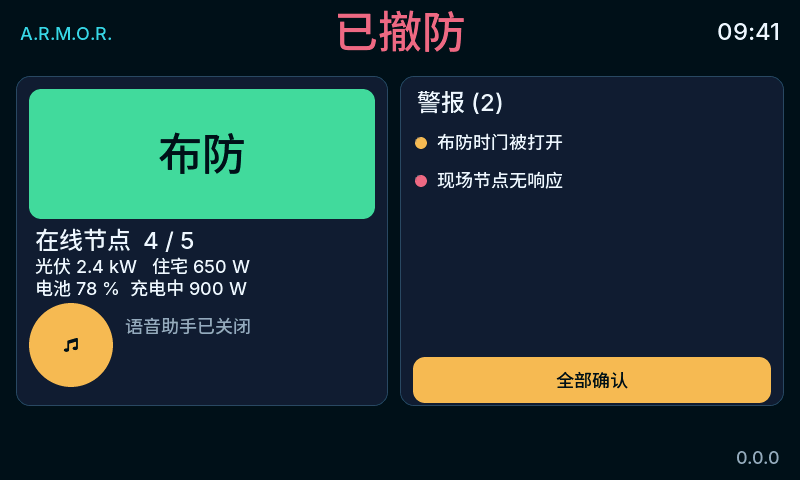 A.R.M.O.R.
已撤防
09:41
布防
在线节点 4 / 5
光伏 2.4 kW 住宅 650 W
电池 78 % 充电中 900 W
语音助手已关闭
警报 (2)
布防时门被打开
现场节点无响应
全部确认
0.0.0